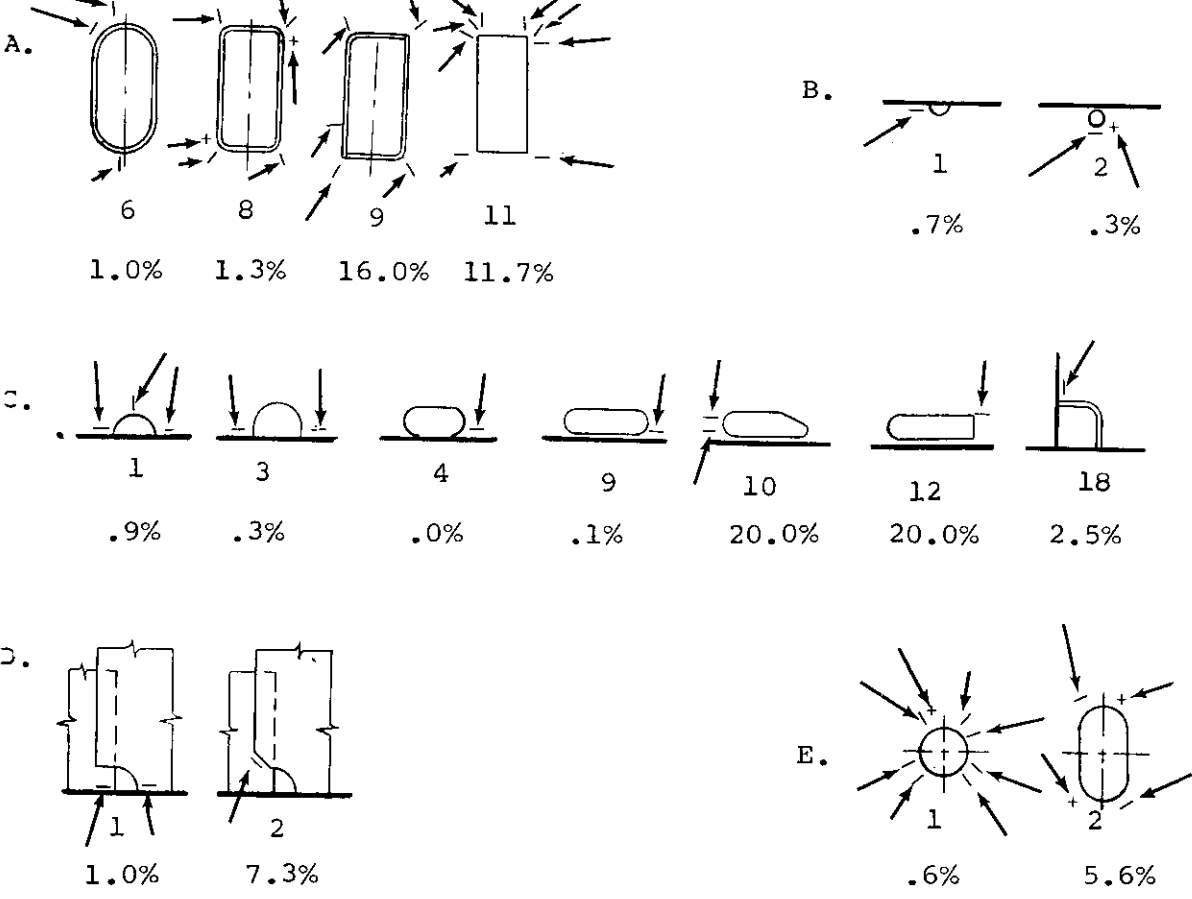 A.
6 8 9 11
1.0% 1.3% 16.0% 11.7%
B.
1 2
.7% .3%
C.
1 3 4 9 10 12 18
.9% .3% .0% .1% 20.0% 20.0% 2.5%
D.
1 2
1.0% 7.3%
E.
1 2
.6% 5.6%